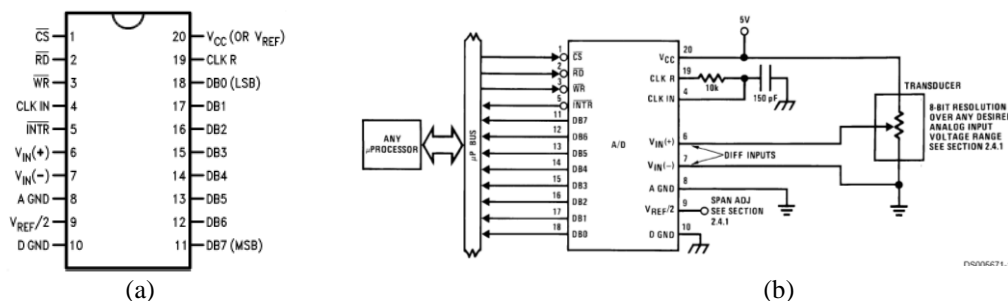 CS 1
RD 2
WR 3
CLK IN 4
INTR 5
VIN(+) 6
VIN(-) 7
A GND 8
VREF/2 9
D GND 10
20 VCC (OR VREF)
19 CLK R
18 DB0 (LSB)
17 DB1
16 DB2
15 DB3
14 DB4
13 DB5
12 DB6
11 DB7 (MSB)
(a)
ANY
µPROCESSOR
µP BUS
1 CS
2 RD
3 WR
5 INTR
11 DB7
12 DB6
13 DB5
14 DB4
15 DB3
16 DB2
17 DB1
18 DB0
A/D
VCC 20
CLK R 19
CLK IN 4
VIN(+) 6
VIN(-) 7
A GND 8
VREF/2 9
D GND 10
5V
10k
150 pF
DIFF INPUTS
SPAN ADJ
SEE SECTION
2.4.1
TRANSDUCER
8-BIT RESOLUTION
OVER ANY DESIRED
ANALOG INPUT
VOLTAGE RANGE
SEE SECTION 2.4.1
(b)